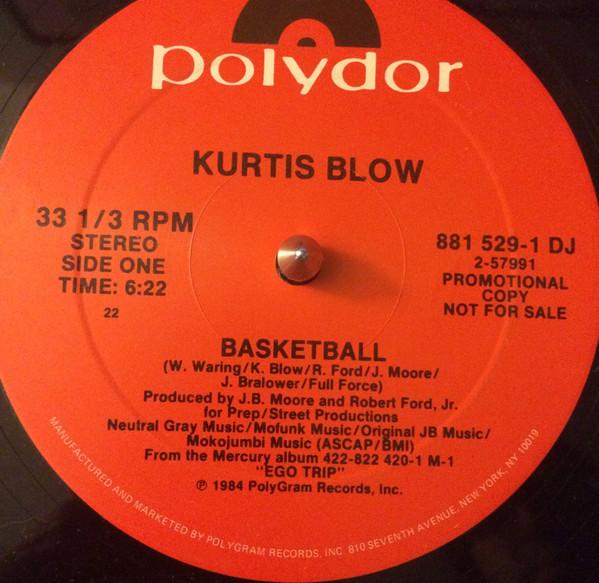 polydor
KURTIS BLOW
33 1/3 RPM
STEREO
SIDE ONE
TIME: 6:22
22
881 529-1 DJ
2-57991
PROMOTIONAL
COPY
NOT FOR SALE
BASKETBALL
(W. Waring/K. Blow/R. Ford/J. Moore/
J. Bralower/Full Force)
Produced by J.B. Moore and Robert Ford, Jr.
for Prep/Street Productions
Neutral Gray Music/Mofunk Music/Original JB Music/
Mokojumbi Music (ASCAP/BMI)
From the Mercury album 422-822 420-1 M-1
"EGO TRIP"
℗ 1984 PolyGram Records, Inc.
MANUFACTURED AND MARKETED BY POLYGRAM RECORDS, INC. 810 SEVENTH AVENUE, NEW YORK, NY 10019